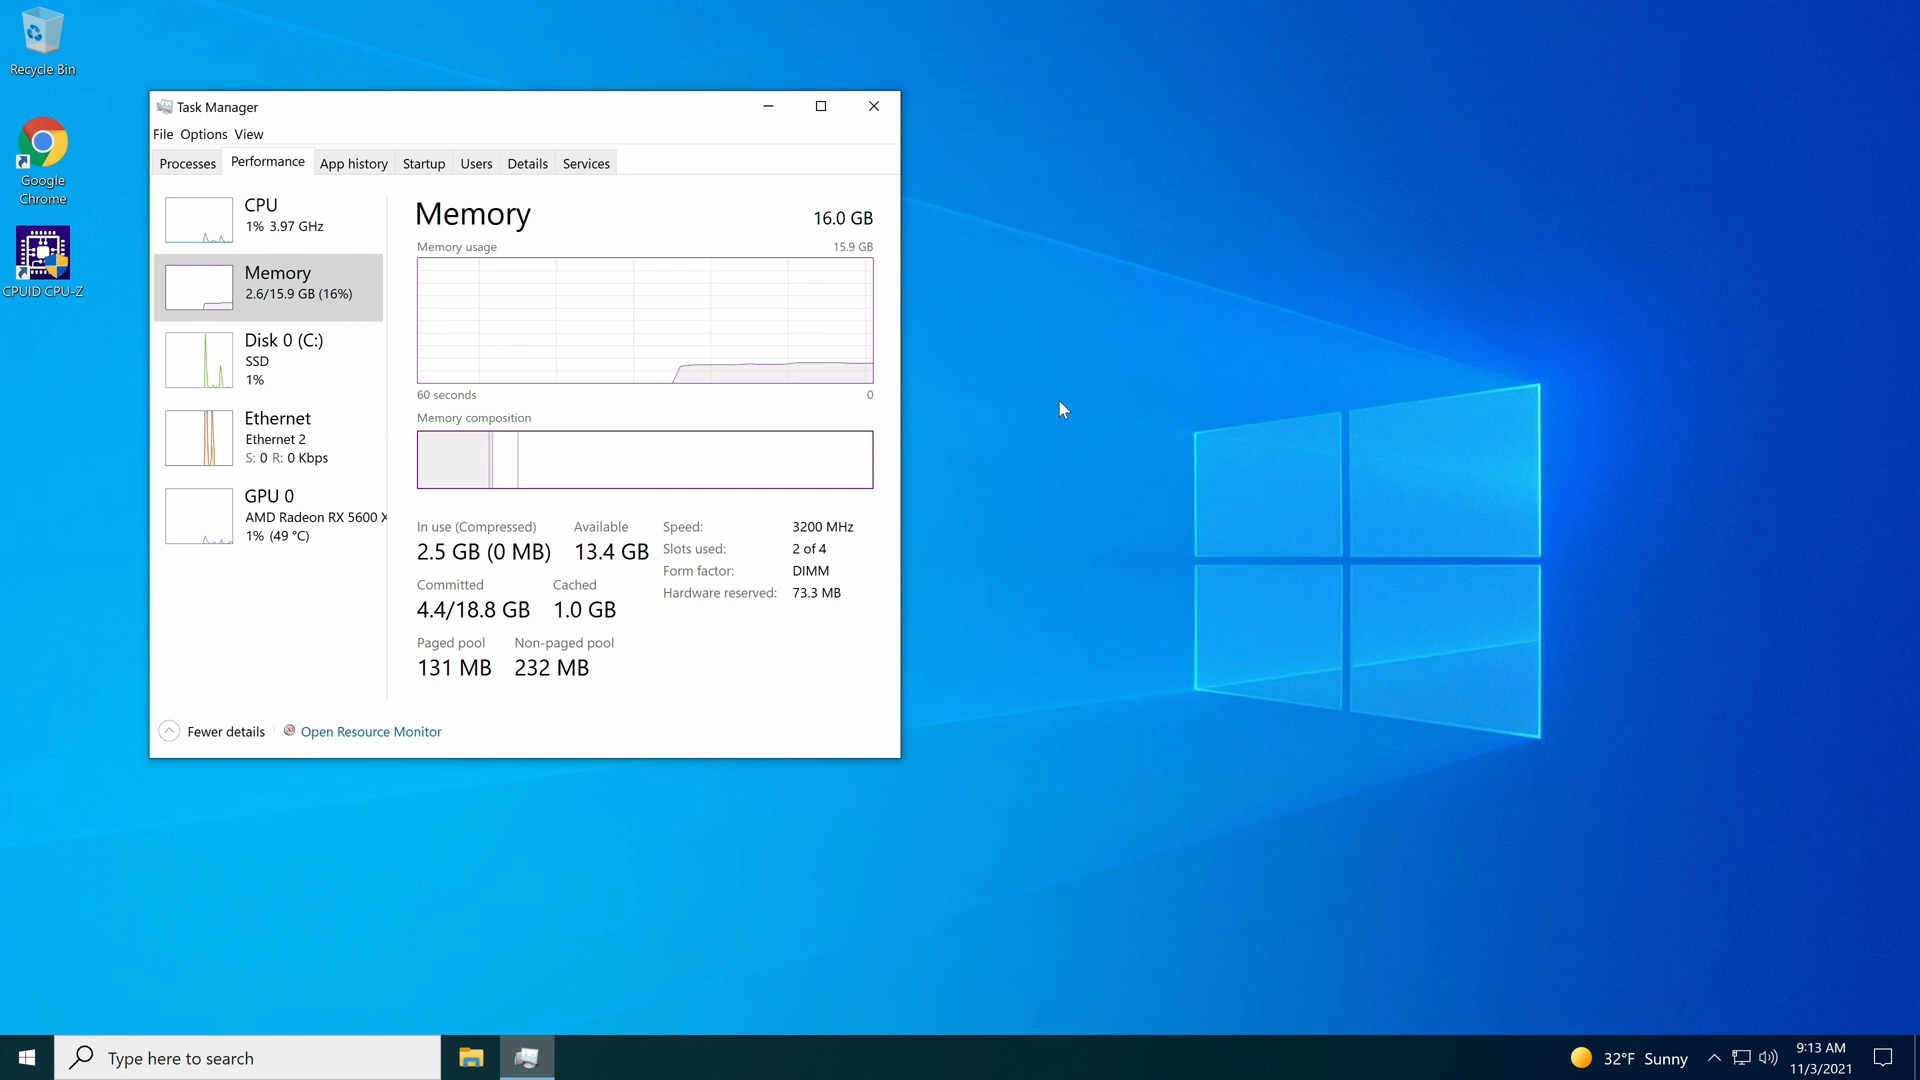 Recycle Bin
Google
Chrome
CPUID CPU-Z
Task Manager
File Options View
Processes Performance App history Startup Users Details Services
CPU
1% 3.97 GHz
Memory
2.6/15.9 GB (16%)
Disk 0 (C:)
SSD
1%
Ethernet
Ethernet 2
S: 0 R: 0 Kbps
GPU 0
AMD Radeon RX 5600 X
1% (49 °C)
Memory 16.0 GB
Memory usage 15.9 GB
60 seconds 0
Memory composition
In use (Compressed) Available
2.5 GB (0 MB) 13.4 GB
Committed Cached
4.4/18.8 GB 1.0 GB
Paged pool Non-paged pool
131 MB 232 MB
Speed: 3200 MHz
Slots used: 2 of 4
Form factor: DIMM
Hardware reserved: 73.3 MB
Fewer details Open Resource Monitor
Type here to search
32°F Sunny
9:13 AM
11/3/2021